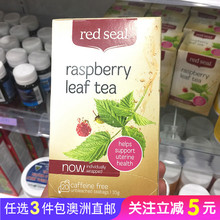 red seal
raspberry
leaf tea
helps
support
uterine
health
now individually
wrapped
caffeine free
任意3件包澳洲直邮
关注立减5元